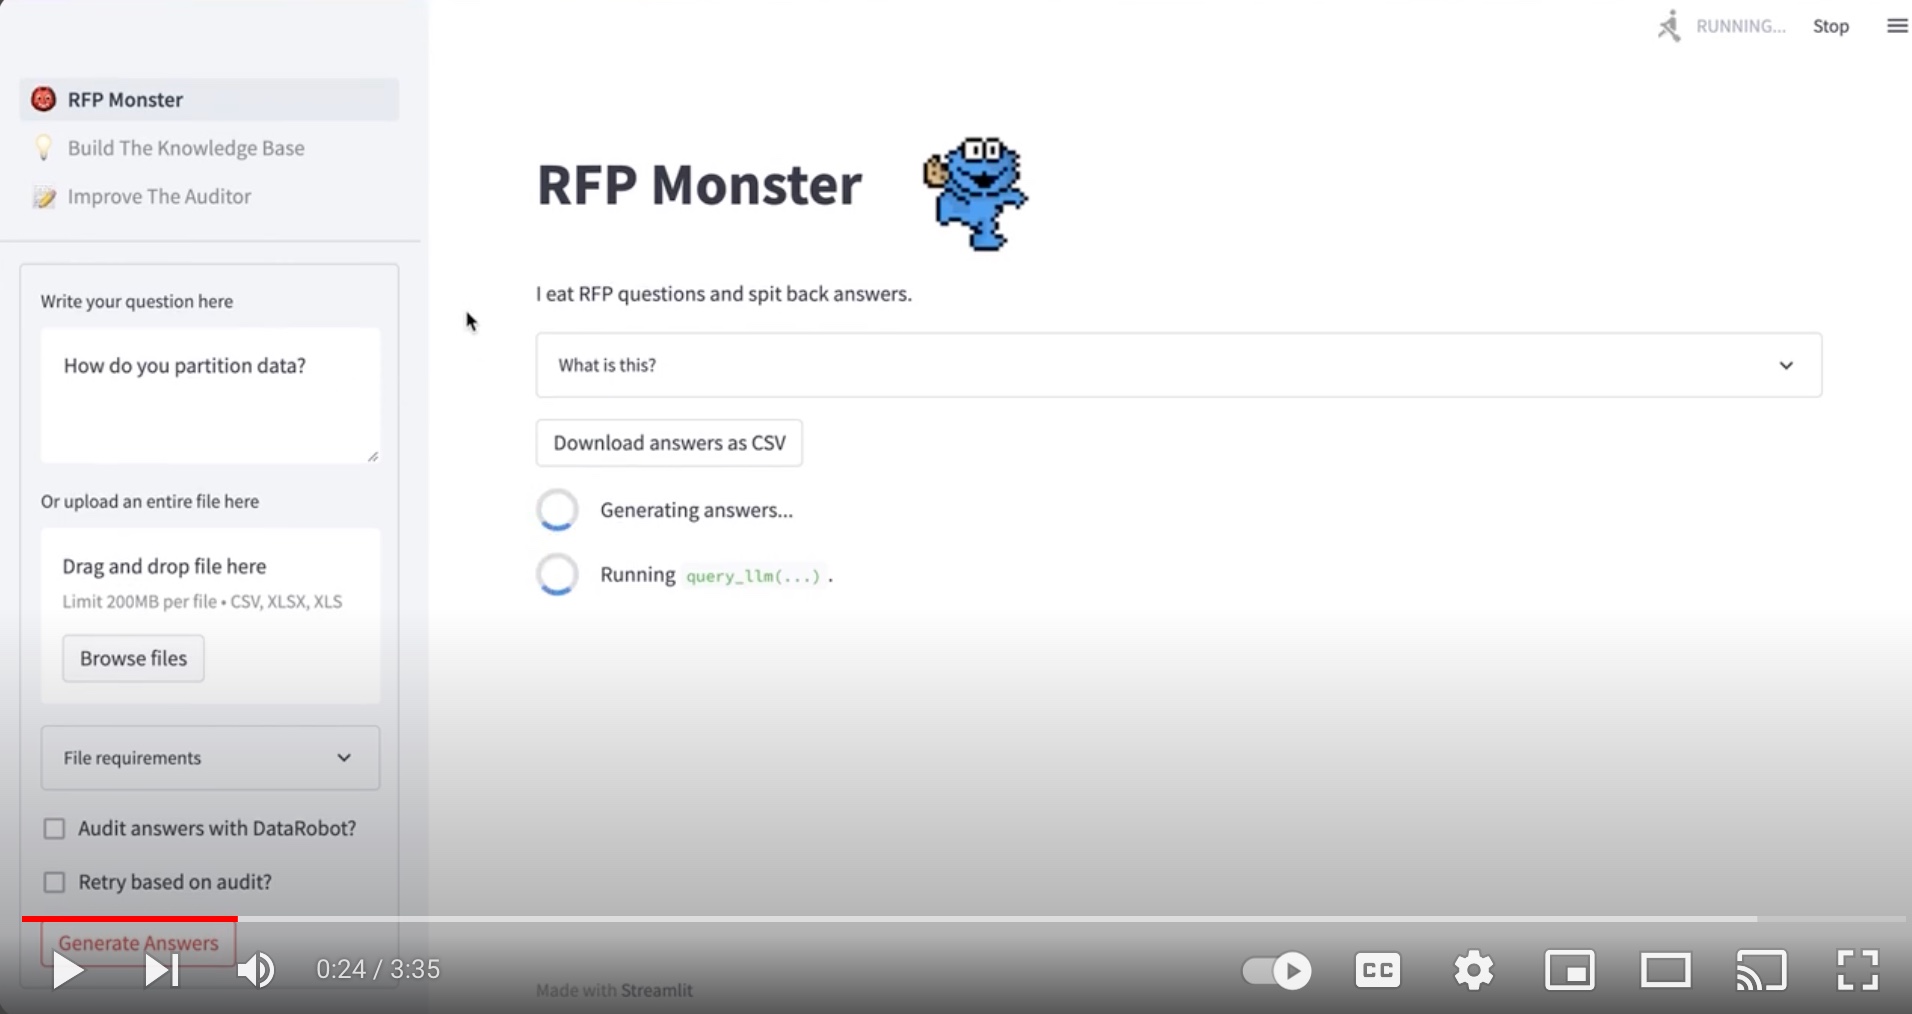 RUNNING...
Stop
RFP Monster
Build The Knowledge Base
Improve The Auditor
Write your question here
How do you partition data?
Or upload an entire file here
Drag and drop file here
Limit 200MB per file • CSV, XLSX, XLS
Browse files
File requirements
Audit answers with DataRobot?
Retry based on audit?
Generate Answers
RFP Monster
I eat RFP questions and spit back answers.
What is this?
Download answers as CSV
Generating answers...
Running query_llm(...) .
Made with Streamlit
0:24 / 3:35
CC